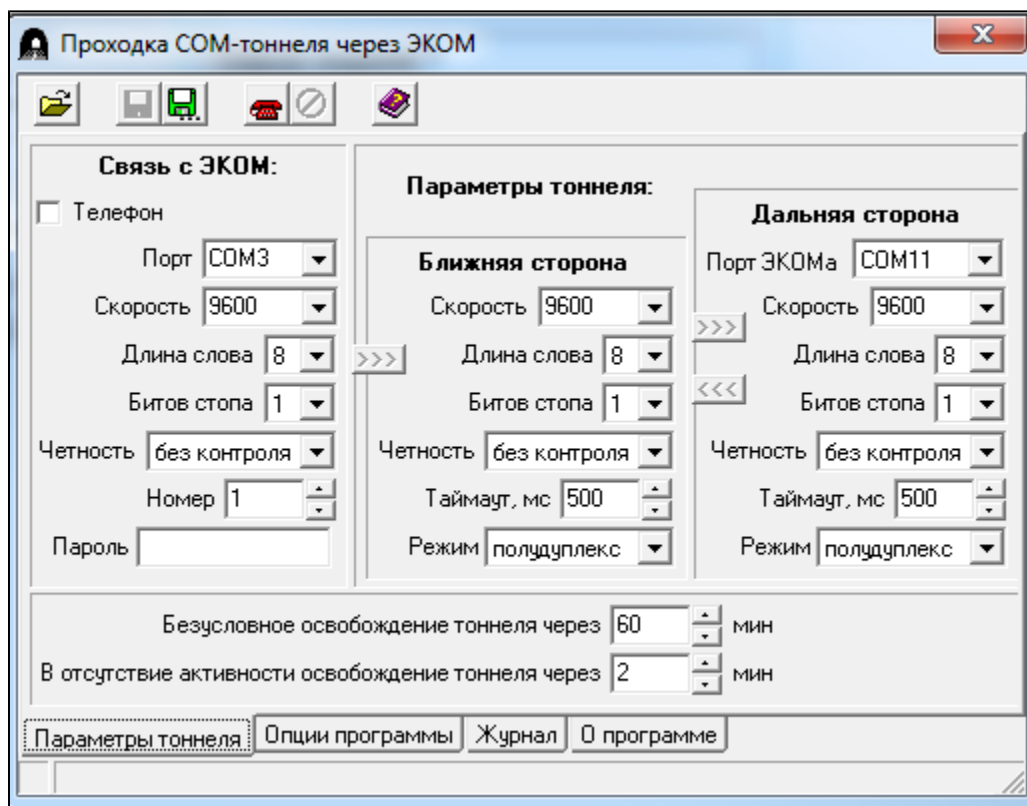 Проходка COM-тоннеля через ЭКОМ
Связь с ЭКОМ:
Телефон
Порт COM3
Скорость 9600
Длина слова 8
Битов стопа 1
Четность без контроля
Номер 1
Пароль
Параметры тоннеля:
Ближняя сторона
Скорость 9600
Длина слова 8
Битов стопа 1
Четность без контроля
Таймаут, мс 500
Режим полудуплекс
>>>
>>>
<<<
Дальняя сторона
Порт ЭКОМа COM11
Скорость 9600
Длина слова 8
Битов стопа 1
Четность без контроля
Таймаут, мс 500
Режим полудуплекс
Безусловное освобождение тоннеля через 60 мин
В отсутствие активности освобождение тоннеля через 2 мин
Параметры тоннеля Опции программы Журнал О программе